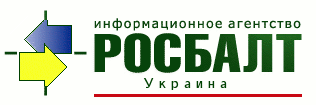 информационное агентство
РОСБАЛТ
Украина